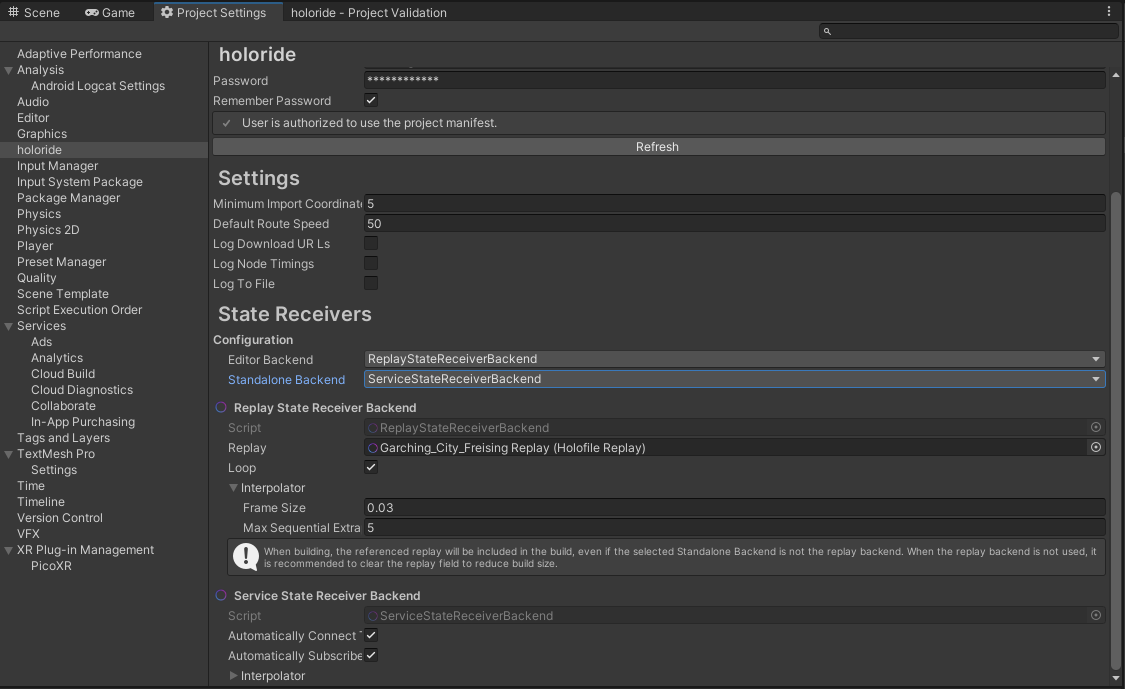 Scene
Game
Project Settings
holoride - Project Validation
Adaptive Performance
Analysis
Android Logcat Settings
Audio
Editor
Graphics
holoride
Input Manager
Input System Package
Package Manager
Physics
Physics 2D
Player
Preset Manager
Quality
Scene Template
Script Execution Order
Services
Ads
Analytics
Cloud Build
Cloud Diagnostics
Collaborate
In-App Purchasing
Tags and Layers
TextMesh Pro
Settings
Time
Timeline
Version Control
VFX
XR Plug-in Management
PicoXR
holoride
Password ************
Remember Password
User is authorized to use the project manifest.
Refresh
Settings
Minimum Import Coordinate 5
Default Route Speed 50
Log Download UR Ls
Log Node Timings
Log To File
State Receivers
Configuration
Editor Backend ReplayStateReceiverBackend
Standalone Backend ServiceStateReceiverBackend
Replay State Receiver Backend
Script ReplayStateReceiverBackend
Replay Garching_City_Freising Replay (Holofile Replay)
Loop
Interpolator
Frame Size 0.03
Max Sequential Extra 5
When building, the referenced replay will be included in the build, even if the selected Standalone Backend is not the replay backend. When the replay backend is not used, it
is recommended to clear the replay field to reduce build size.
Service State Receiver Backend
Script ServiceStateReceiverBackend
Automatically Connect
Automatically Subscribe
Interpolator